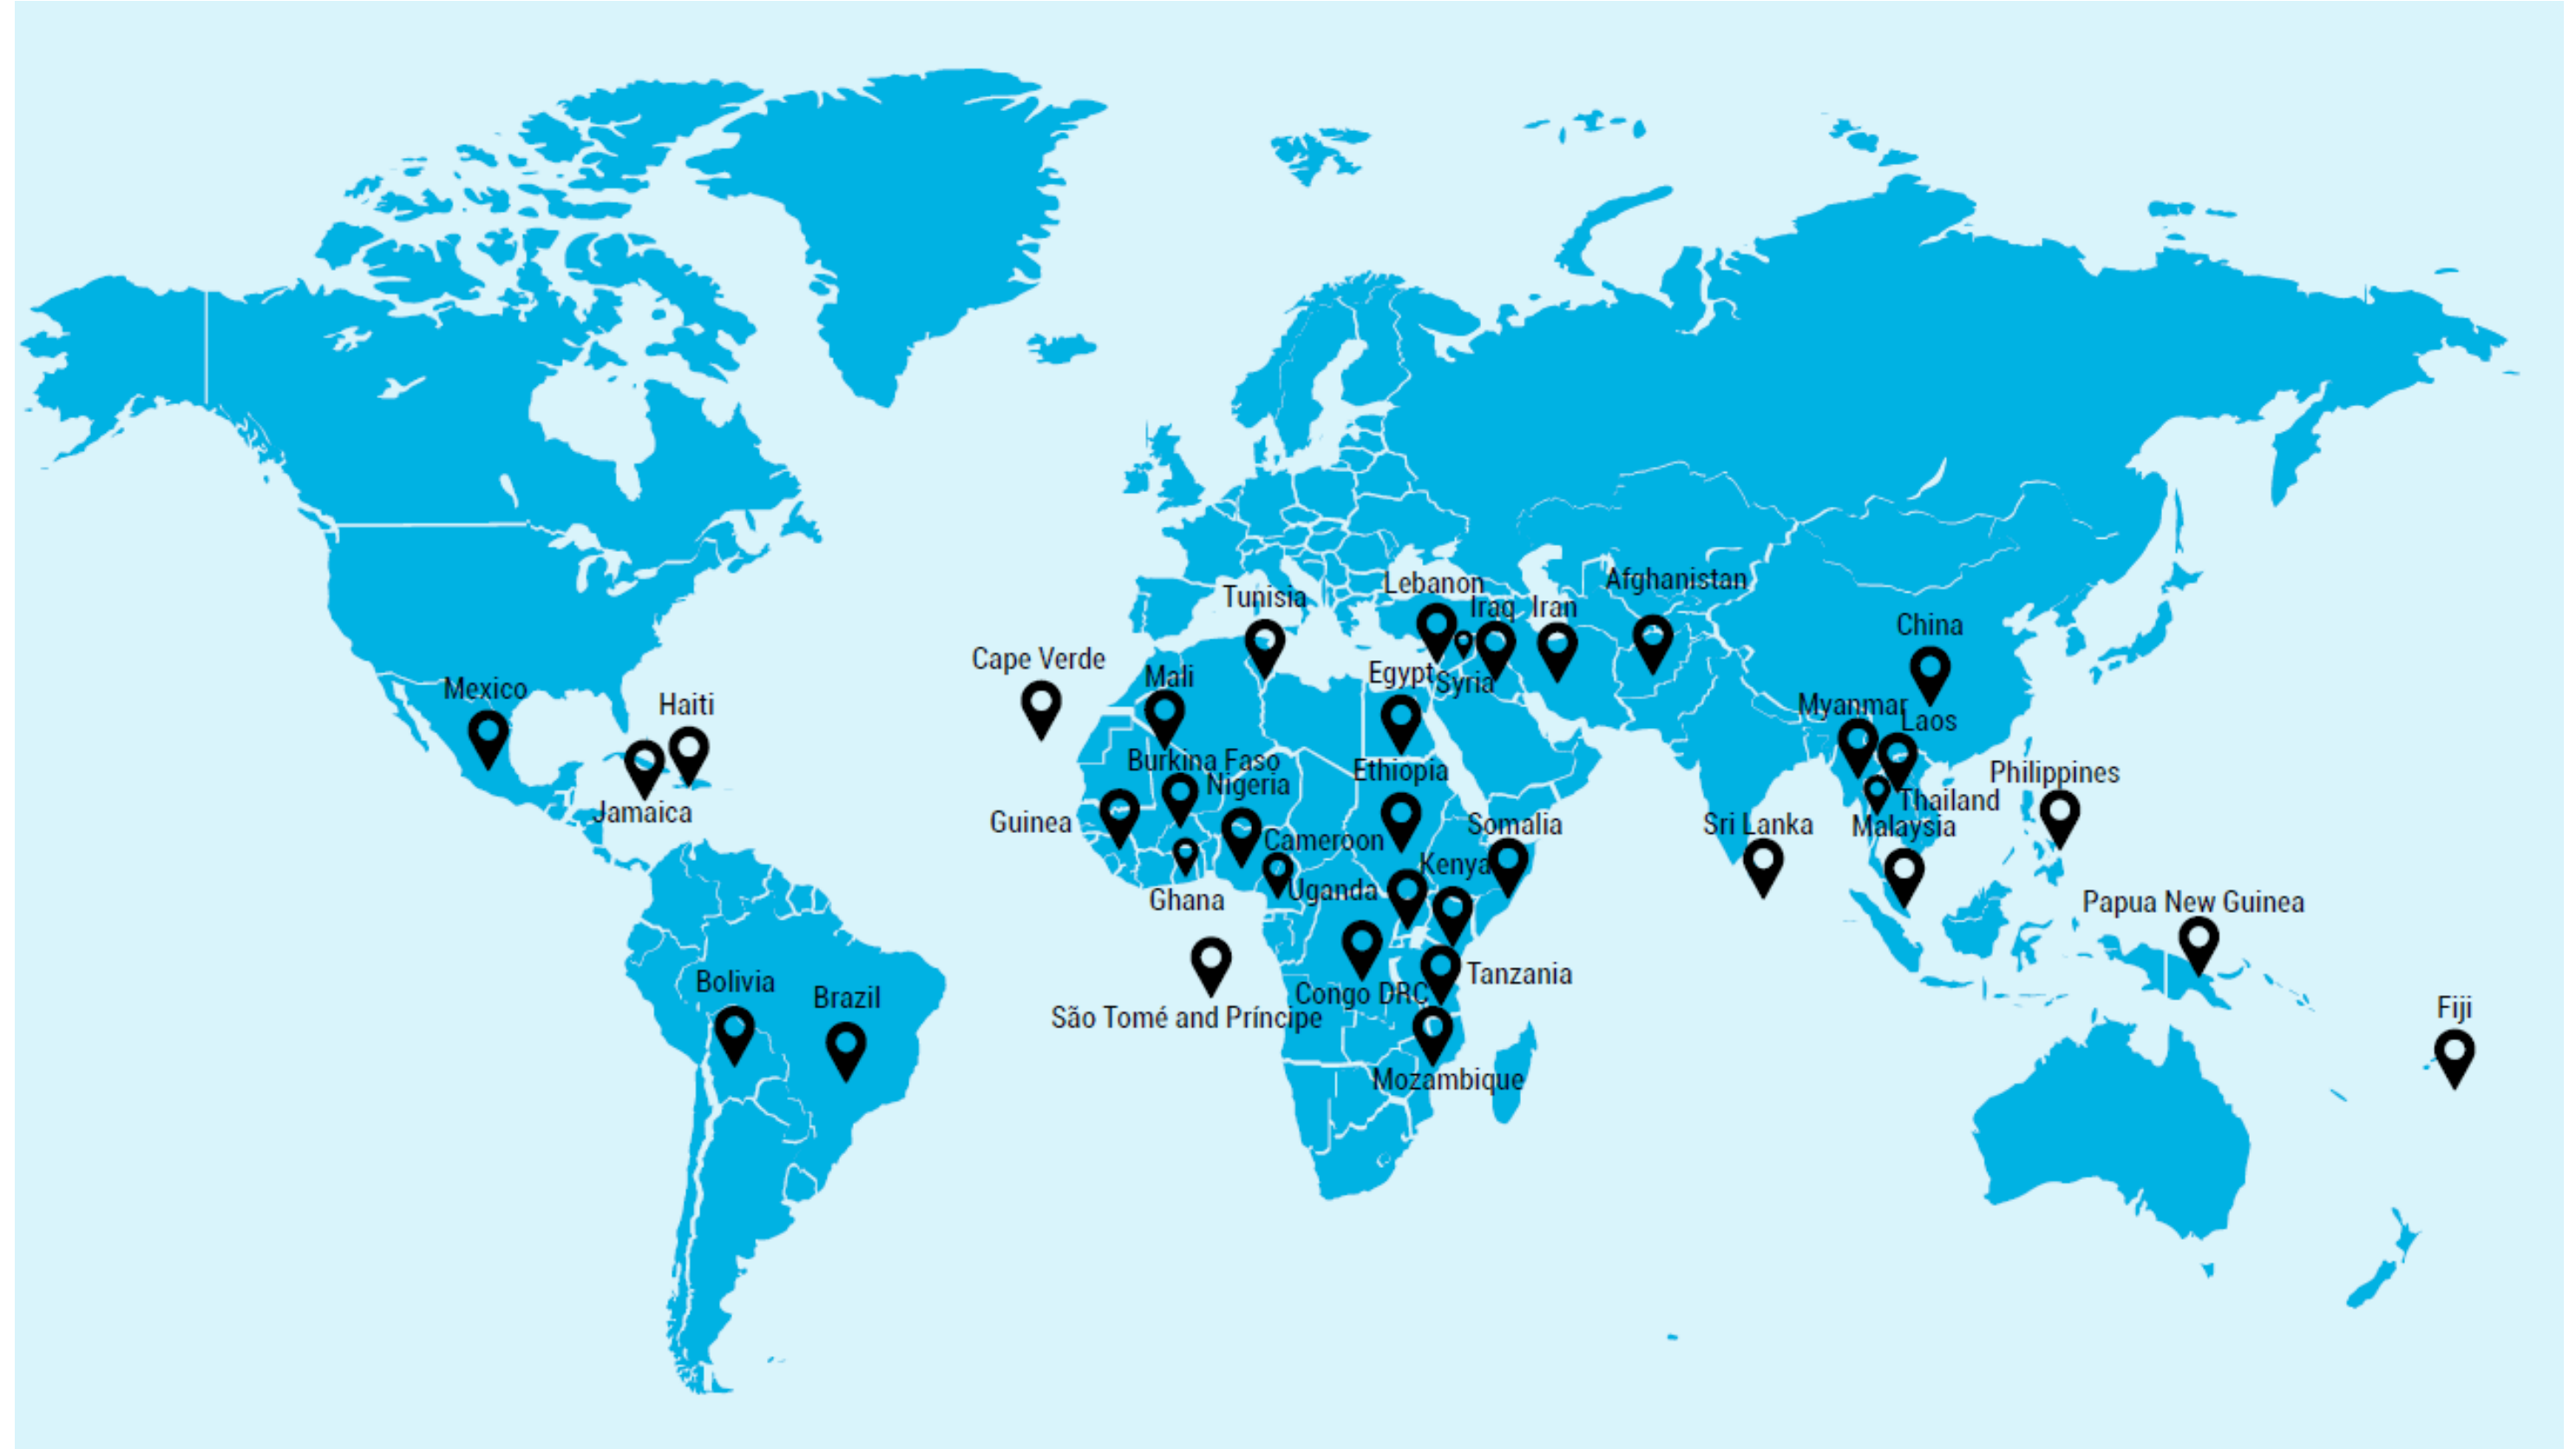 Lebanon
Afghanistan
Tunisia
Iraq
Iran
China
Cape Verde
Mali
Egypt
Syria
Mexico
Haiti
Myanmar
Laos
Burkina Faso
Nigeria
Ethiopia
Philippines
Jamaica
Guinea
Thailand
Somalia
Sri Lanka
Malaysia
Cameroon
Kenya
Uganda
Ghana
Papua New Guinea
Tanzania
Bolivia
Brazil
Congo DRC
São Tomé and Príncipe
Fiji
Mozambique